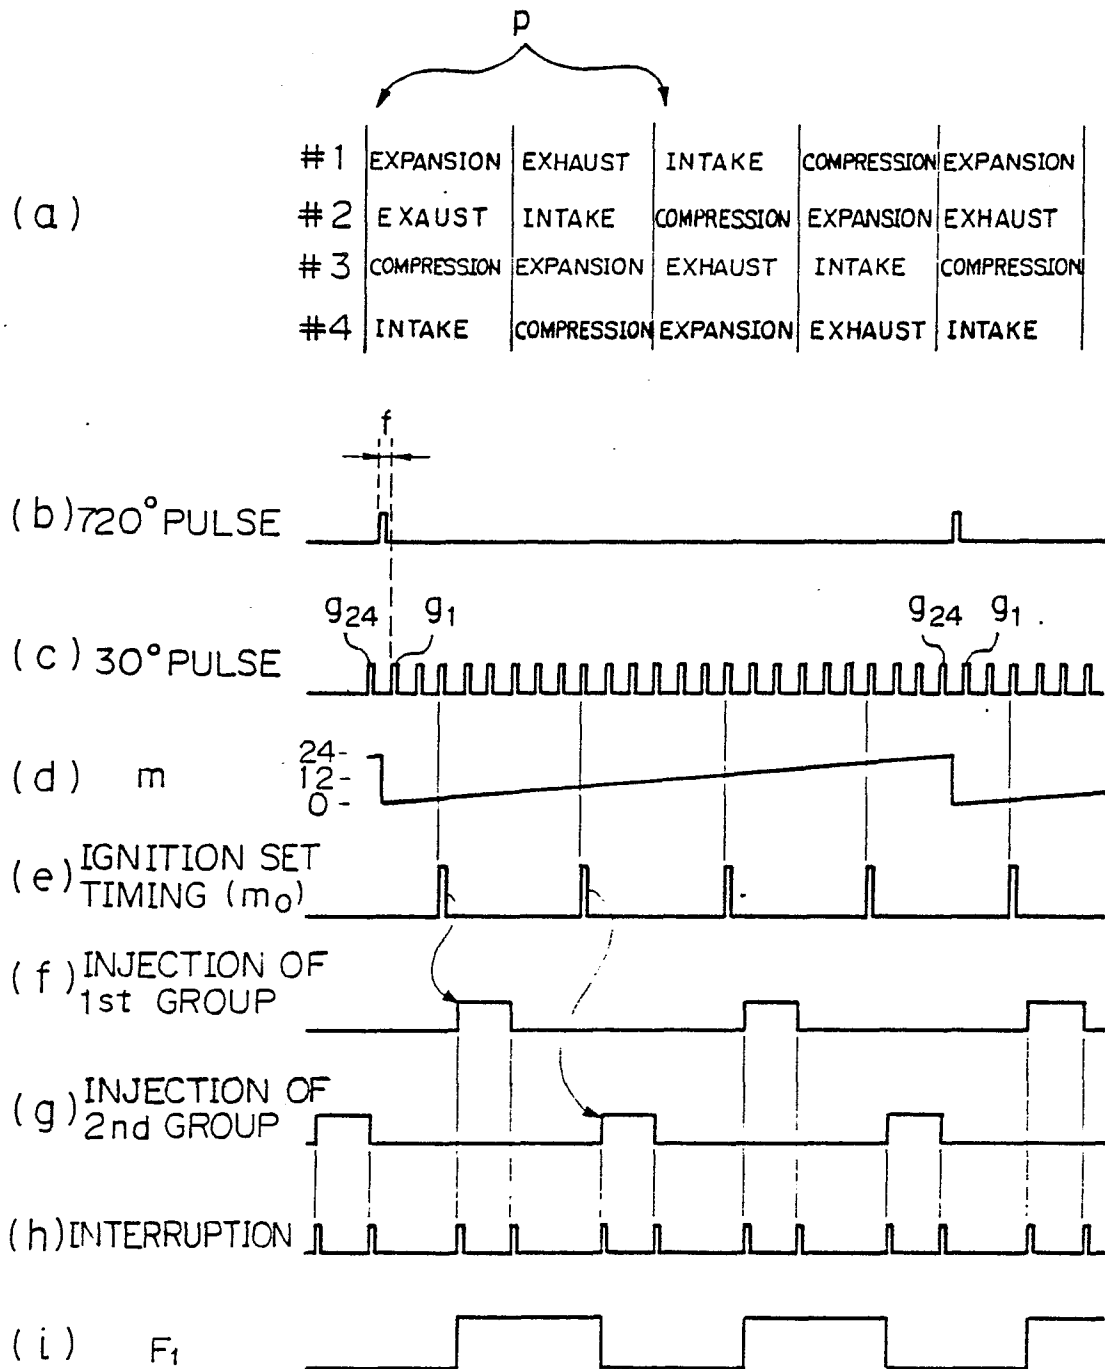 p
#1 EXPANSION EXHAUST INTAKE COMPRESSION EXPANSION
(a) #2 EXAUST INTAKE COMPRESSION EXPANSION EXHAUST
#3 COMPRESSION EXPANSION EXHAUST INTAKE COMPRESSION
#4 INTAKE COMPRESSION EXPANSION EXHAUST INTAKE
f
(b) 720° PULSE
g24 g1 g24 g1
(c) 30° PULSE
24-
(d) m 12-
0-
(e) IGNITION SET
TIMING (mo)
(f) INJECTION OF
1st GROUP
(g) INJECTION OF
2nd GROUP
(h) INTERRUPTION
(i) F1